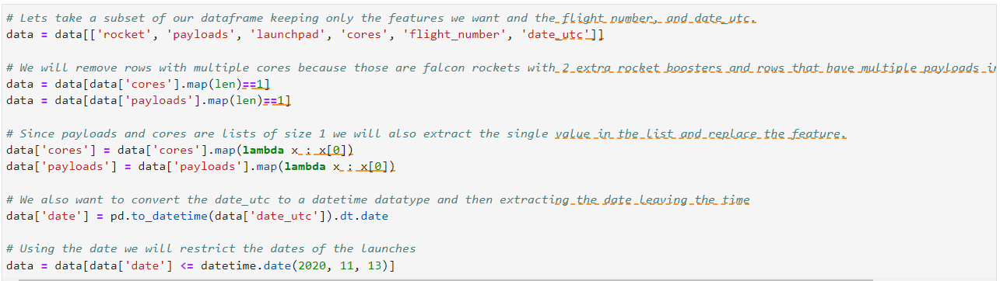 # Lets take a subset of our dataframe keeping only the features we want and the flight number, and date_utc.
data = data[['rocket', 'payloads', 'launchpad', 'cores', 'flight_number', 'date_utc']]
# We will remove rows with multiple cores because those are falcon rockets with 2 extra rocket boosters and rows that have multiple payloads in
data = data[data['cores'].map(len)==1]
data = data[data['payloads'].map(len)==1]
# Since payloads and cores are lists of size 1 we will also extract the single value in the list and replace the feature.
data['cores'] = data['cores'].map(lambda x : x[0])
data['payloads'] = data['payloads'].map(lambda x : x[0])
# We also want to convert the date_utc to a datetime datatype and then extracting the date leaving the time
data['date'] = pd.to_datetime(data['date_utc']).dt.date
# Using the date we will restrict the dates of the launches
data = data[data['date'] <= datetime.date(2020, 11, 13)]